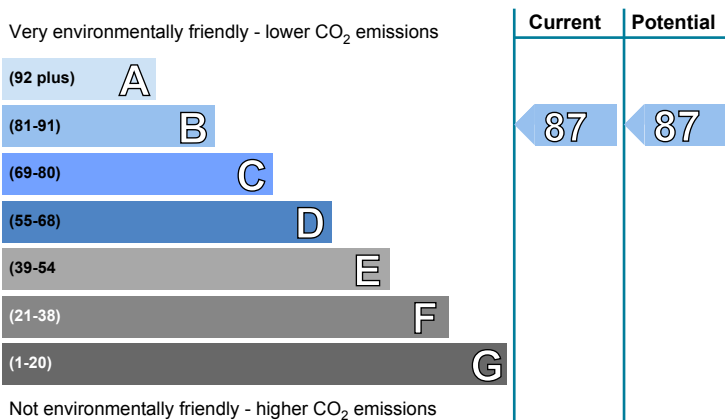 Current Potential
Very environmentally friendly - lower CO2 emissions
(92 plus) A
(81-91) B 87 87
(69-80) C
(55-68) D
(39-54 E
(21-38) F
(1-20) G
Not environmentally friendly - higher CO2 emissions